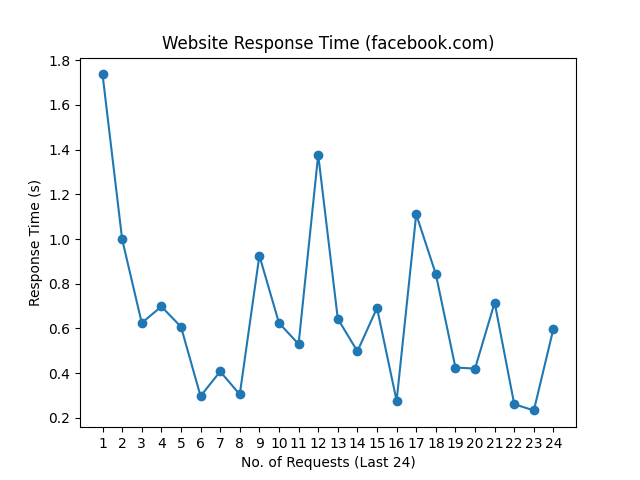 Website Response Time (facebook.com)
1.8
1.6
1.4
1.2
1.0
0.8
0.6
0.4
0.2
Response Time (s)
1 2 3 4 5 6 7 8 9 10 11 12 13 14 15 16 17 18 19 20 21 22 23 24
No. of Requests (Last 24)